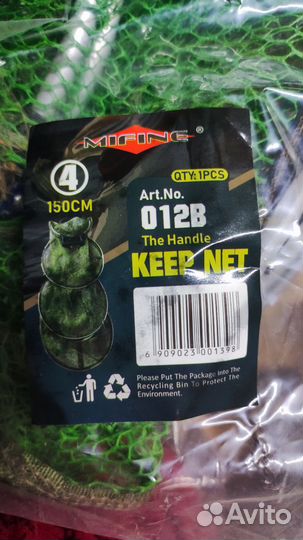 MIFINE®
4
150CM
QTY:1PCS
Art.No.
012B
The Handle
KEEP NET
6 909023 001398
Please Put The Package Into The
Recycling Bin To Protect The
Environment.
Avito